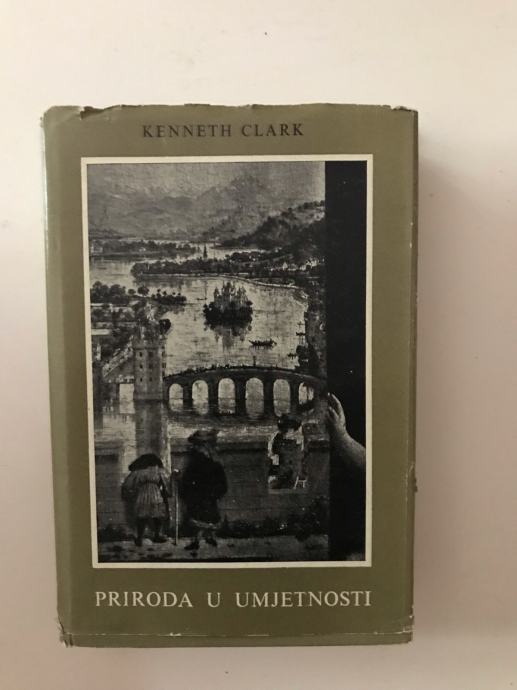 KENNETH CLARK
PRIRODA U UMJETNOSTI